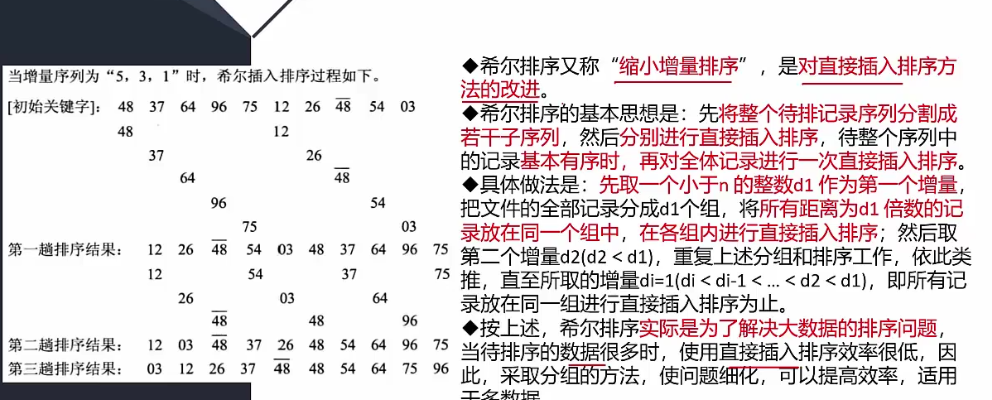 当增量序列为“5，3，1”时，希尔插入排序过程如下。
[初始关键字]： 48 37 64 96 75 12 26 4̅8̅ 54 03
48 12
37 26
64 4̅8̅
96 54
75 03
第一趟排序结果： 12 26 4̅8̅ 54 03 48 37 64 96 75
12 54 37 75
26 03 64
4̅8̅ 48 96
第二趟排序结果： 12 03 4̅8̅ 37 26 48 54 64 96 75
第三趟排序结果： 03 12 26 37 4̅8̅ 48 54 64 75 96
◆希尔排序又称“缩小增量排序”，是对直接插入排序方
法的改进。
◆希尔排序的基本思想是：先将整个待排记录序列分割成
若干子序列，然后分别进行直接插入排序，待整个序列中
的记录基本有序时，再对全体记录进行一次直接插入排序。
◆具体做法是：先取一个小于n 的整数d1 作为第一个增量，
把文件的全部记录分成d1个组，将所有距离为d1 倍数的记
录放在同一个组中，在各组内进行直接插入排序；然后取
第二个增量d2(d2 < d1)，重复上述分组和排序工作，依此类
推，直至所取的增量di=1(di < di-1 < … < d2 < d1)，即所有记
录放在同一组进行直接插入排序为止。
◆按上述，希尔排序实际是为了解决大数据的排序问题，
当待排序的数据很多时，使用直接插入排序效率很低，因
此，采取分组的方法，使问题细化，可以提高效率，适用
于多数据